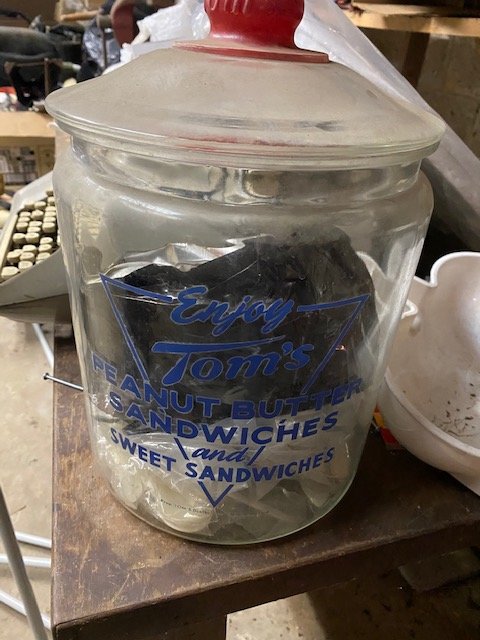 Enjoy
Tom's
PEANUT BUTTER
SANDWICHES
and
SWEET SANDWICHES